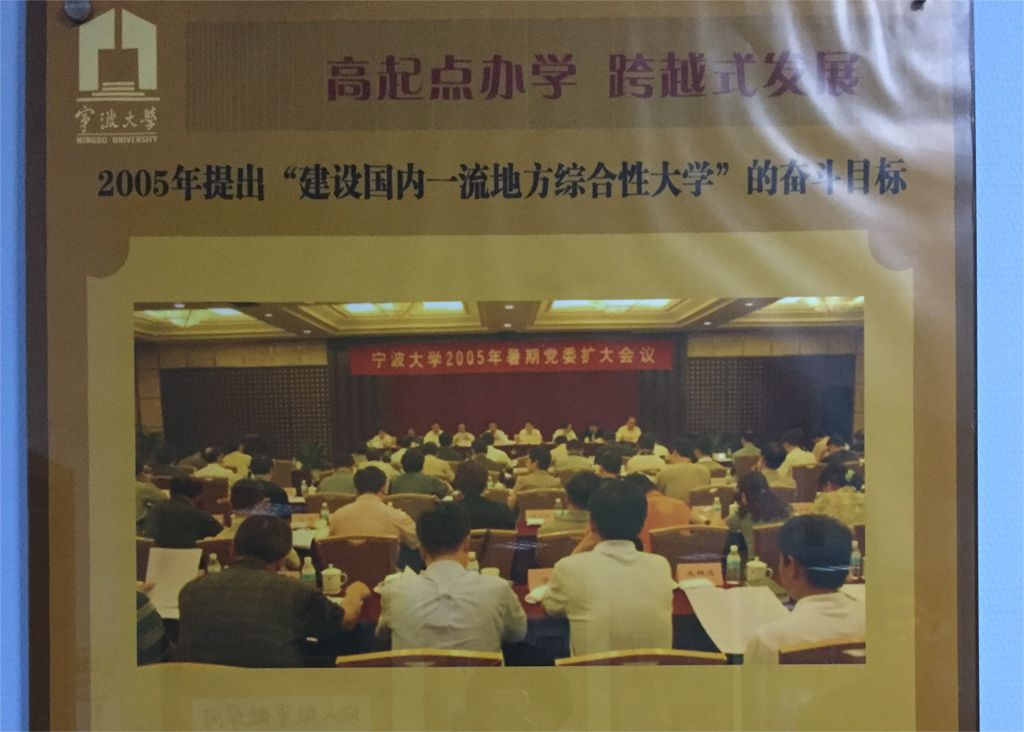 高起点办学 跨越式发展
寧波大學
NINGBO UNIVERSITY
2005年提出“建设国内一流地方综合性大学”的奋斗目标
宁波大学2005年暑期党委扩大会议